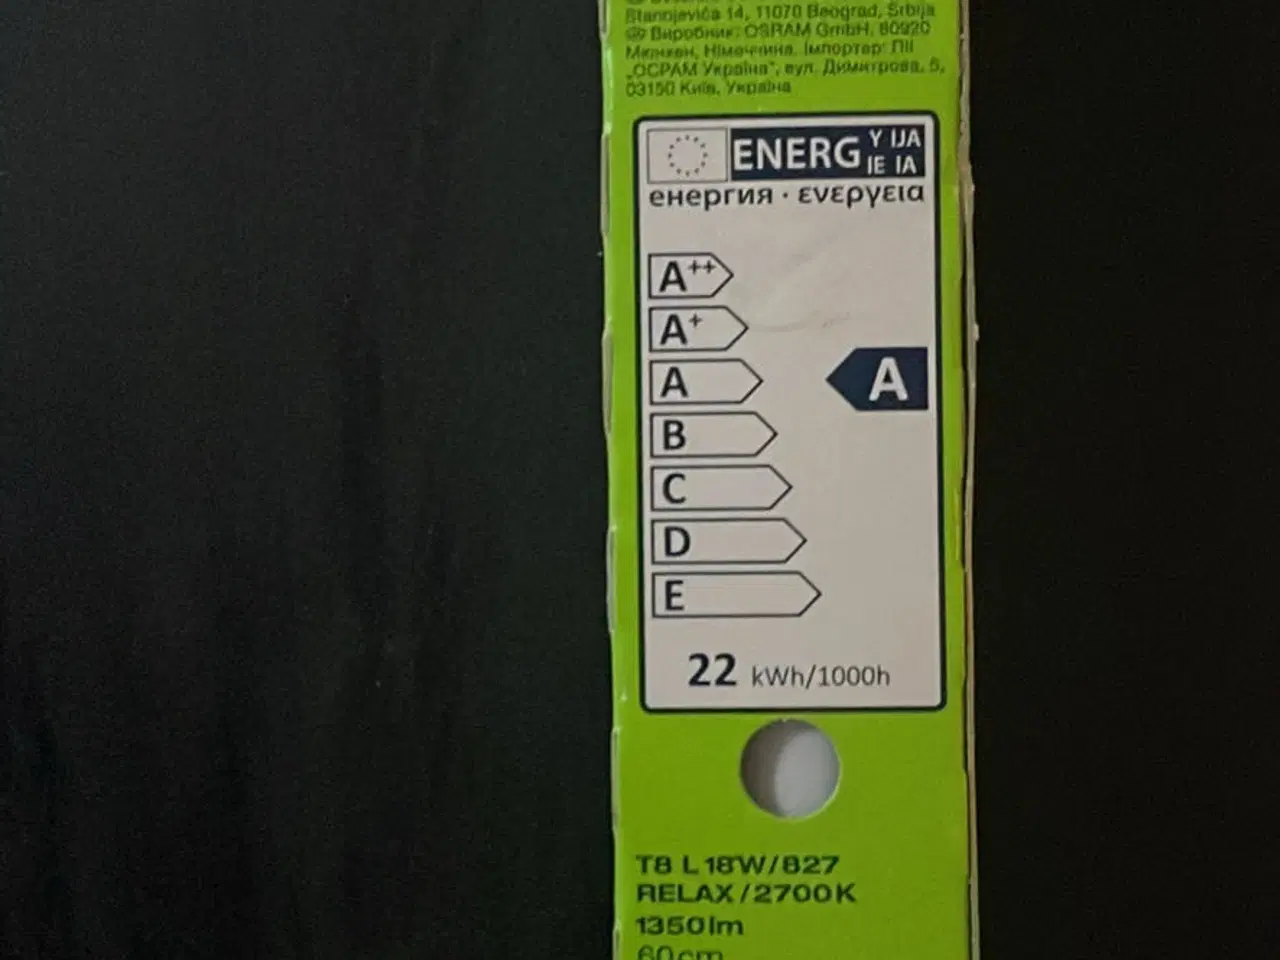 Stanojevića 14, 11070 Beograd, Srbija
Виробник: OSRAM GmbH, 80920
Мюнхен, Німеччина. Імпортер: ПІІ
„ОСРАМ Україна", вул. Димитрова, 5,
03150 Київ, Україна
ENERG Y IJA
IE IA
енергия · ενεργεια
A++
A+
A
A
B
C
D
E
22 kWh/1000h
T8 L 18W/827
RELAX/2700K
1350lm
60cm